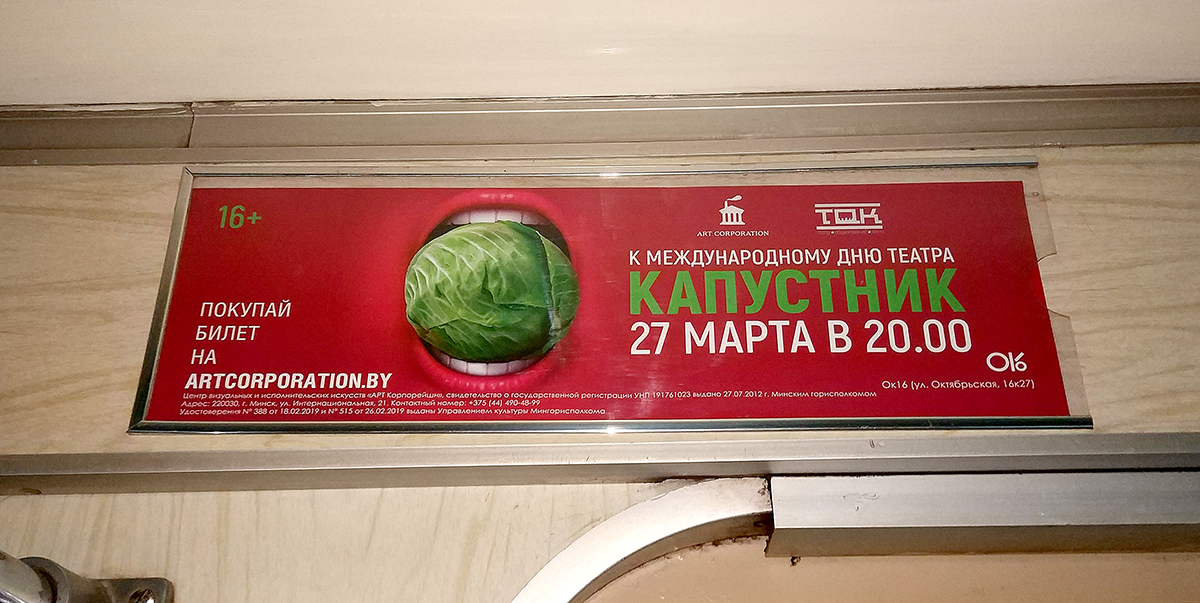 16+
ПОКУПАЙ
БИЛЕТ
НА
ARTCORPORATION.BY
ART CORPORATION
ТОК
К МЕЖДУНАРОДНОМУ ДНЮ ТЕАТРА
КАПУСТНИК
27 МАРТА В 20.00
Ok16
Ок16 (ул. Октябрьская, 16к27)
Центр визуальных и исполнительских искусств «АРТ Корпорейшн», свидетельство о государственной регистрации УНП 191761023 выдано 27.07.2012 г. Минским горисполкомом
Адрес: 220030, г. Минск, ул. Интернациональная, 21. Контактный номер: +375 (44) 490-48-99
Удостоверения № 388 от 18.02.2019 и № 515 от 26.02.2019 выданы Управлением культуры Мингорисполкома